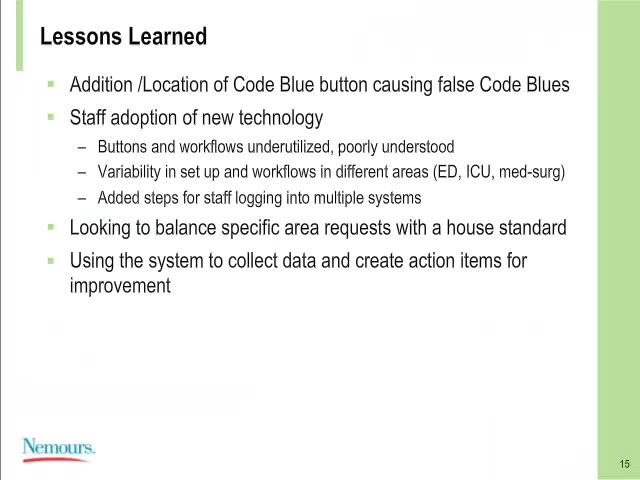 Lessons Learned
Addition /Location of Code Blue button causing false Code Blues
Staff adoption of new technology
– Buttons and workflows underutilized, poorly understood
– Variability in set up and workflows in different areas (ED, ICU, med-surg)
– Added steps for staff logging into multiple systems
Looking to balance specific area requests with a house standard
Using the system to collect data and create action items for
improvement
Nemours.
15